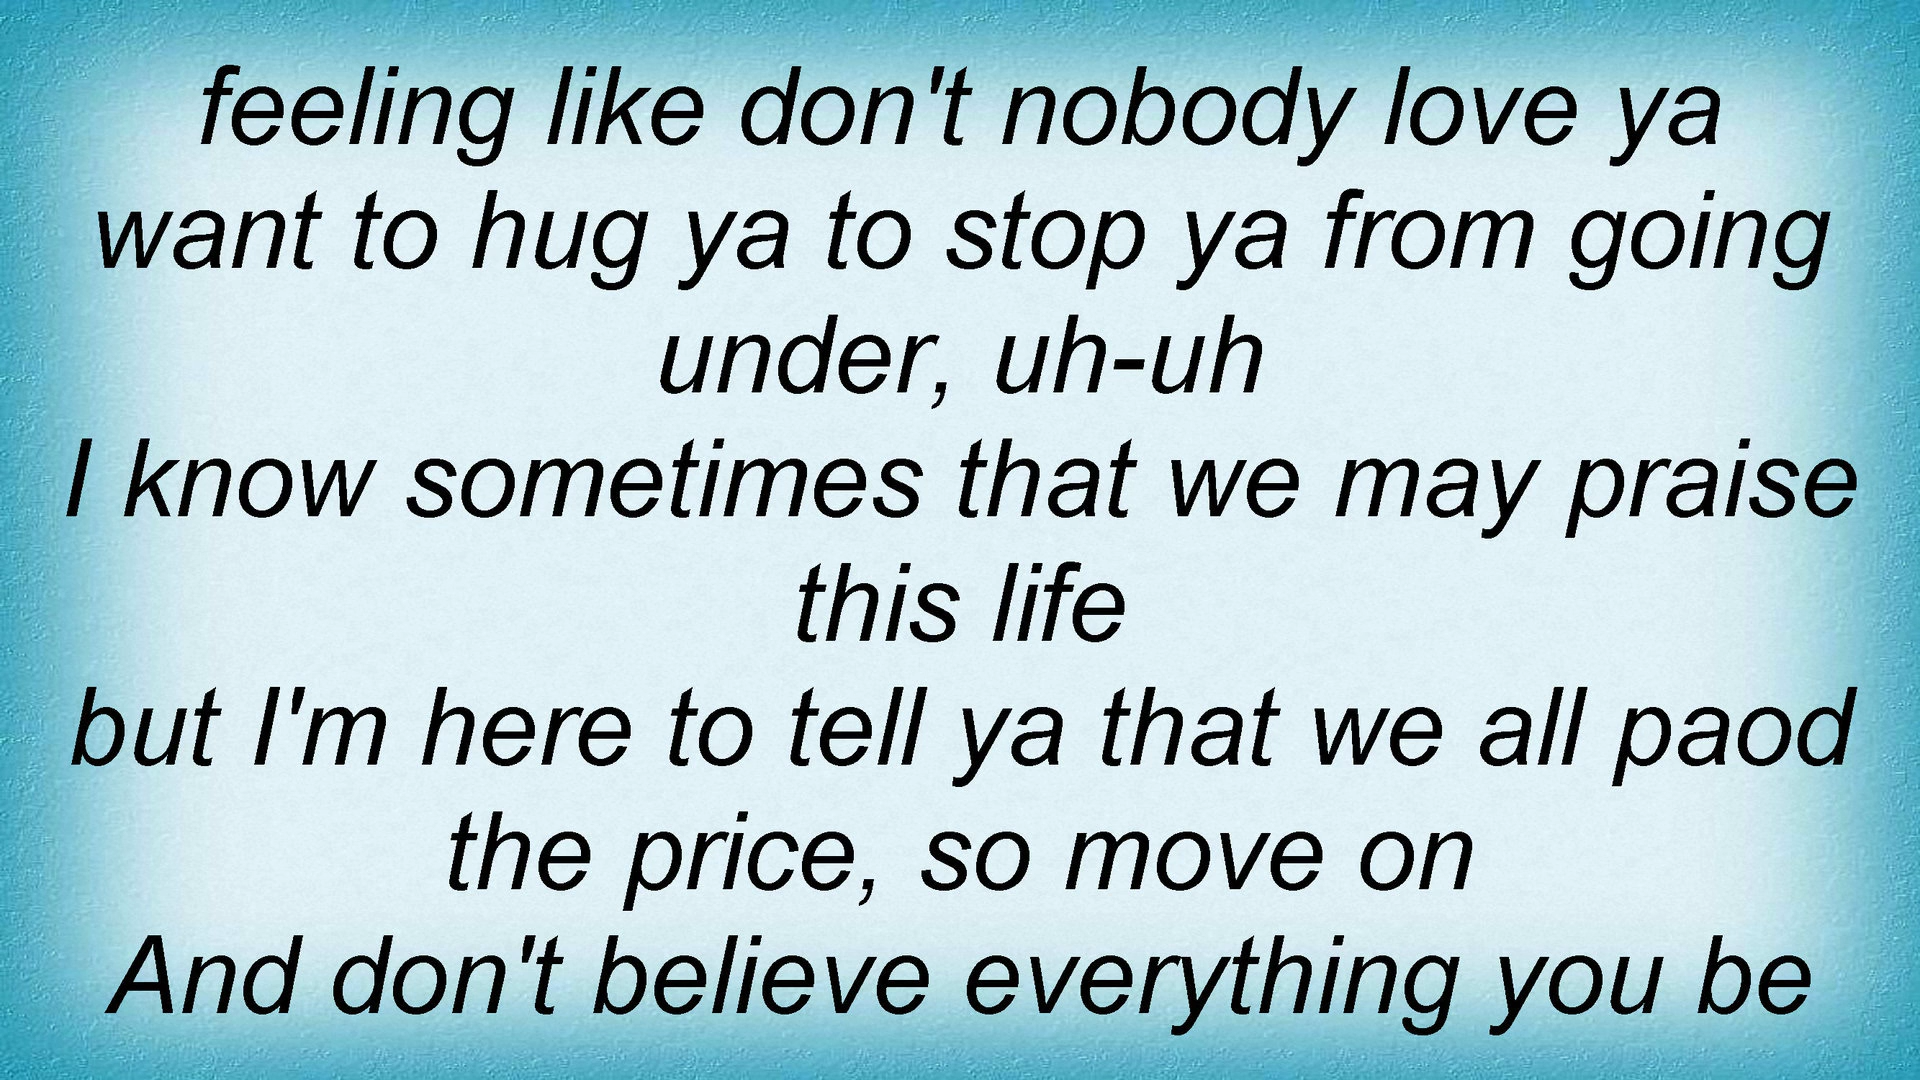 feeling like don't nobody love ya
want to hug ya to stop ya from going
under, uh-uh
I know sometimes that we may praise
this life
but I'm here to tell ya that we all paod
the price, so move on
And don't believe everything you be